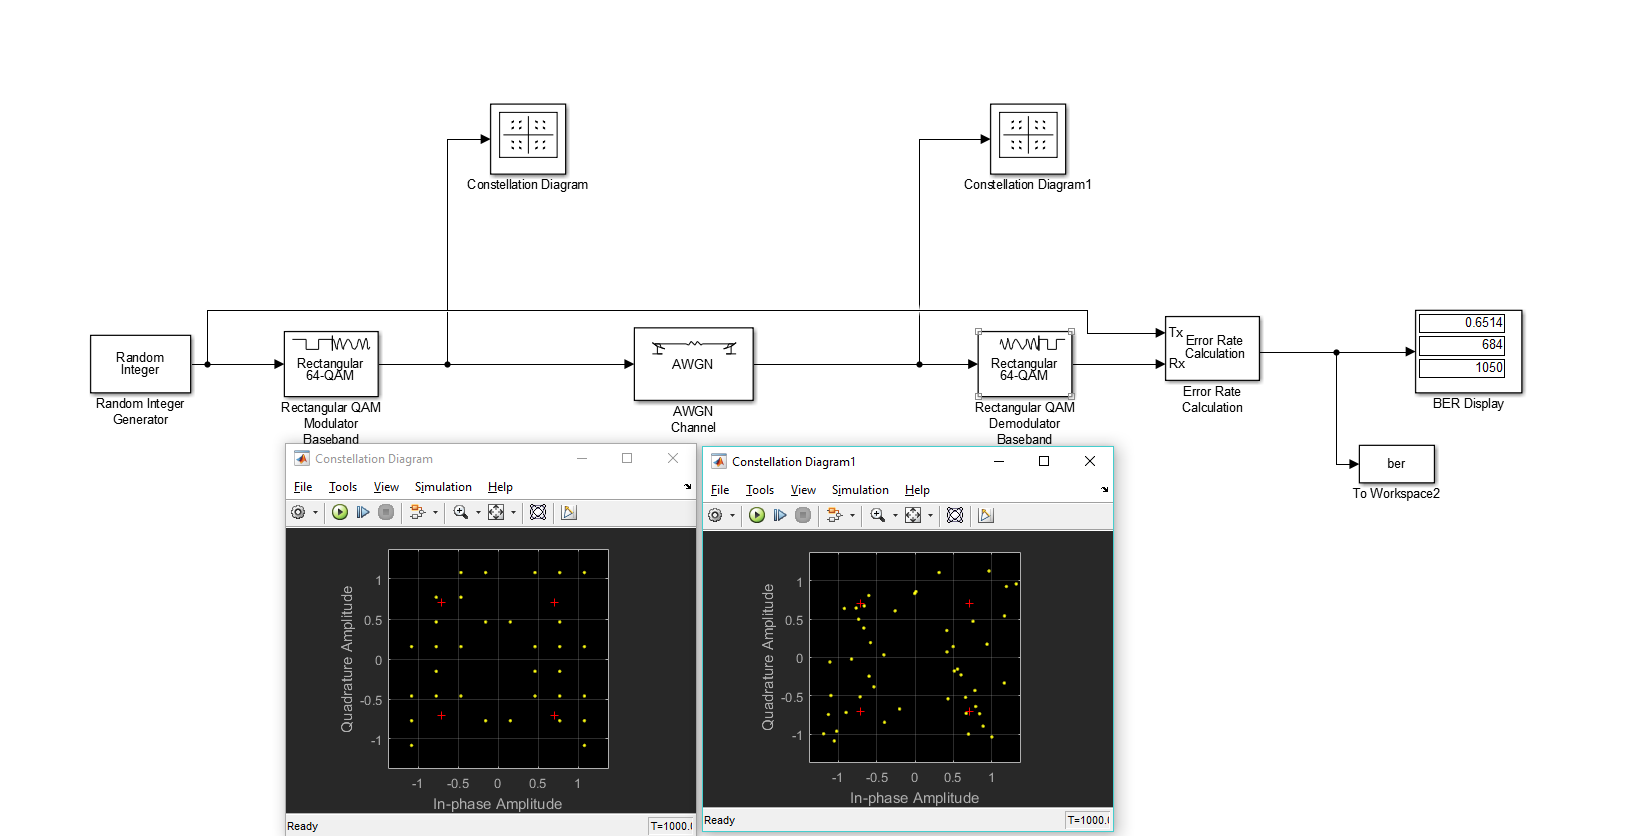 Constellation Diagram
Constellation Diagram1
Random
Integer
Random Integer
Generator
Rectangular
64-QAM
Rectangular QAM
Modulator
Baseband
AWGN
AWGN
Channel
Rectangular
64-QAM
Rectangular QAM
Demodulator
Baseband
Tx
Rx
Error Rate
Calculation
Error Rate
Calculation
0.6514
684
1050
BER Display
ber
To Workspace2
Constellation Diagram
File Tools View Simulation Help
1
0.5
0
-0.5
-1
Quadrature Amplitude
-1 -0.5 0 0.5 1
In-phase Amplitude
Ready
Constellation Diagram1
File Tools View Simulation Help
1
0.5
0
-0.5
-1
Quadrature Amplitude
-1 -0.5 0 0.5 1
In-phase Amplitude
Ready